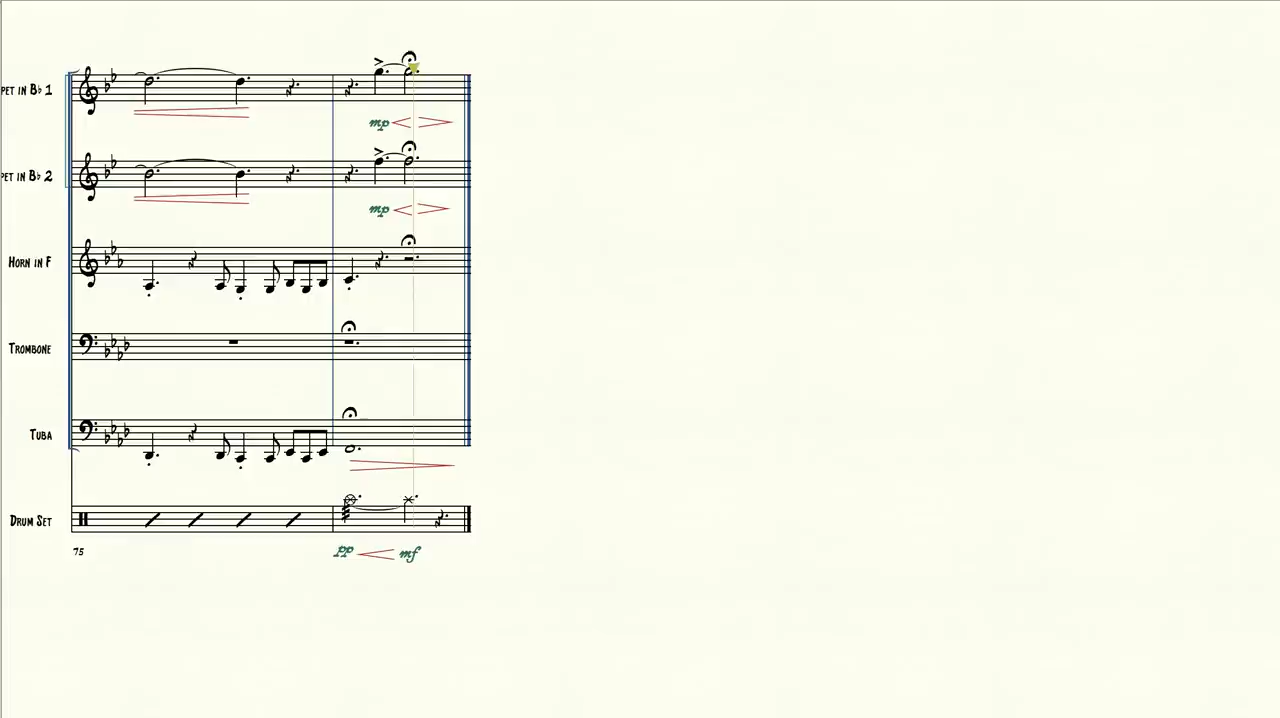 PET IN B♭ 1
mp
PET IN B♭ 2
mp
HORN IN F
TROMBONE
TUBA
DRUM SET
75
pp mf